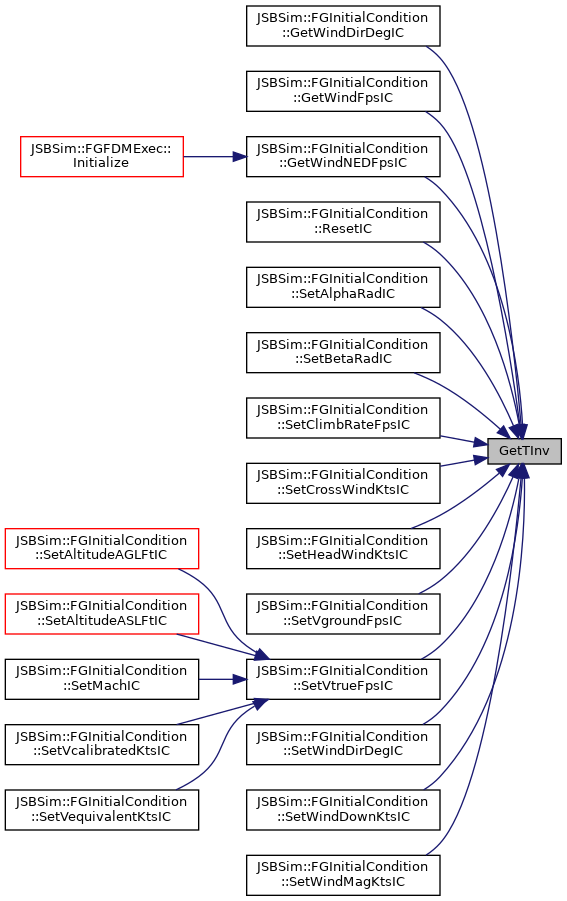 JSBSim::FGInitialCondition
::GetWindDirDegIC
JSBSim::FGInitialCondition
::GetWindFpsIC
JSBSim::FGFDMExec::
Initialize
JSBSim::FGInitialCondition
::GetWindNEDFpsIC
JSBSim::FGInitialCondition
::ResetIC
JSBSim::FGInitialCondition
::SetAlphaRadIC
JSBSim::FGInitialCondition
::SetBetaRadIC
JSBSim::FGInitialCondition
::SetClimbRateFpsIC
GetTInv
JSBSim::FGInitialCondition
::SetCrossWindKtsIC
JSBSim::FGInitialCondition
::SetHeadWindKtsIC
JSBSim::FGInitialCondition
::SetAltitudeAGLFtIC
JSBSim::FGInitialCondition
::SetVgroundFpsIC
JSBSim::FGInitialCondition
::SetAltitudeASLFtIC
JSBSim::FGInitialCondition
::SetVtrueFpsIC
JSBSim::FGInitialCondition
::SetMachIC
JSBSim::FGInitialCondition
::SetWindDirDegIC
JSBSim::FGInitialCondition
::SetVcalibratedKtsIC
JSBSim::FGInitialCondition
::SetWindDownKtsIC
JSBSim::FGInitialCondition
::SetVequivalentKtsIC
JSBSim::FGInitialCondition
::SetWindMagKtsIC